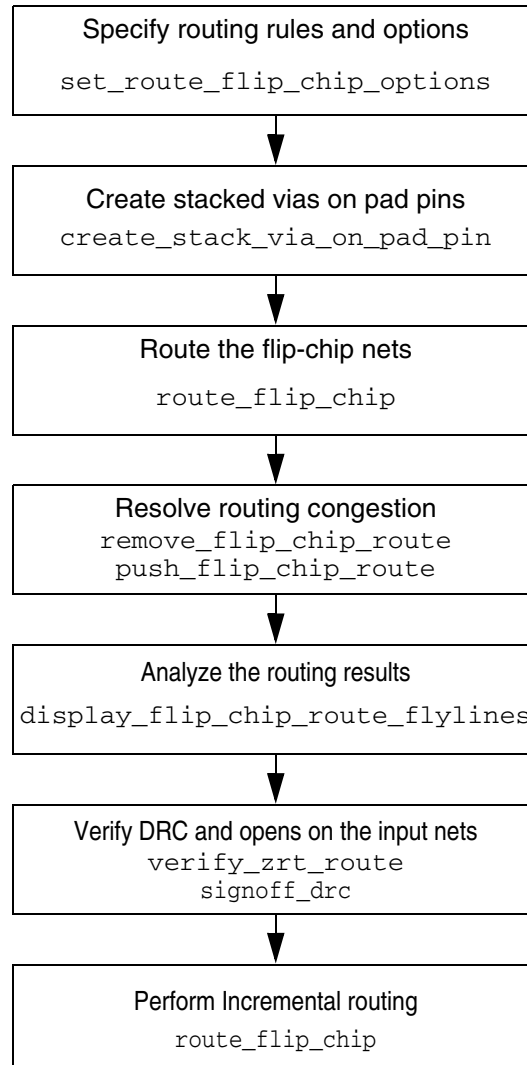 Specify routing rules and options
set_route_flip_chip_options
Create stacked vias on pad pins
create_stack_via_on_pad_pin
Route the flip-chip nets
route_flip_chip
Resolve routing congestion
remove_flip_chip_route
push_flip_chip_route
Analyze the routing results
display_flip_chip_route_flylines
Verify DRC and opens on the input nets
verify_zrt_route
signoff_drc
Perform Incremental routing
route_flip_chip